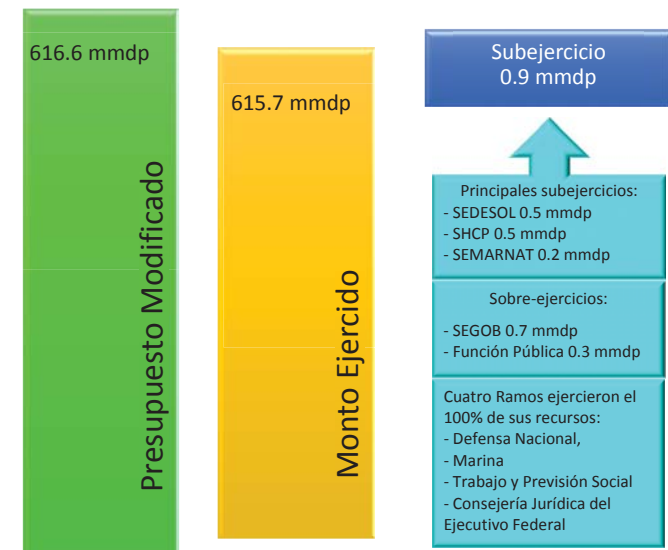 616.6 mmdp
Presupuesto Modificado
615.7 mmdp
Monto Ejercido
Subejercicio
0.9 mmdp
Principales subejercicios:
- SEDESOL 0.5 mmdp
- SHCP 0.5 mmdp
- SEMARNAT 0.2 mmdp
Sobre-ejercicios:
- SEGOB 0.7 mmdp
- Función Pública 0.3 mmdp
Cuatro Ramos ejercieron el
100% de sus recursos:
- Defensa Nacional,
- Marina
- Trabajo y Previsión Social
- Consejería Jurídica del
Ejecutivo Federal